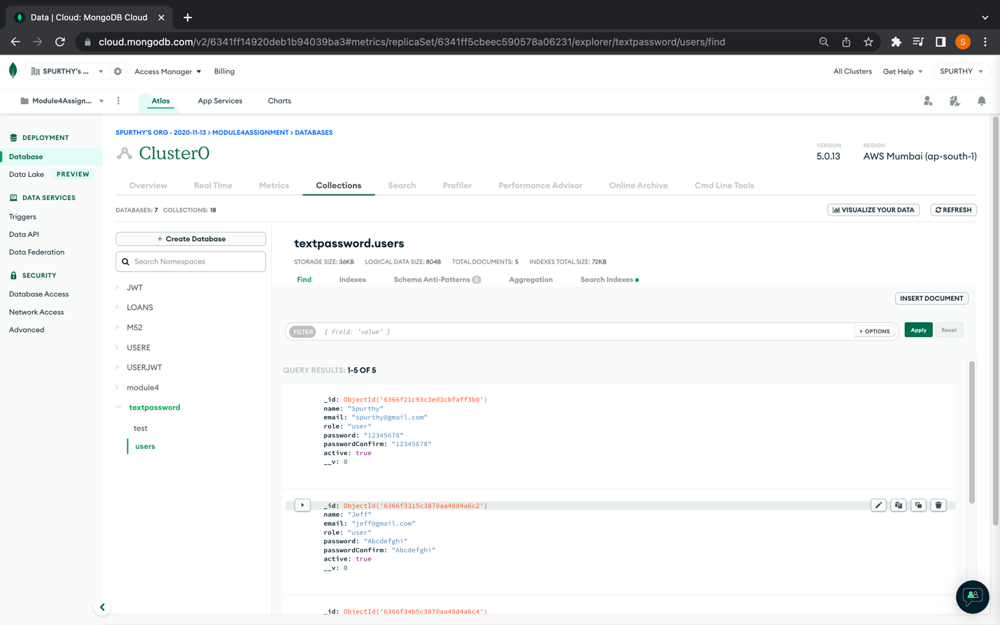 Data | Cloud: MongoDB Cloud
cloud.mongodb.com/v2/6341ff14920deb1b94039ba3#metrics/replicaSet/6341ff5cbeec590578a06231/explorer/textpassword/users/find
S
SPURTHY's ...
Access Manager
Billing
All Clusters
Get Help
SPURTHY
Module4Assign...
Atlas
App Services
Charts
DEPLOYMENT
Database
Data Lake PREVIEW
DATA SERVICES
Triggers
Data API
Data Federation
SECURITY
Database Access
Network Access
Advanced
SPURTHY'S ORG - 2020-11-13 > MODULE4ASSIGNMENT > DATABASES
Cluster0
VERSION
5.0.13
REGION
AWS Mumbai (ap-south-1)
Overview Real Time Metrics Collections Search Profiler Performance Advisor Online Archive Cmd Line Tools
DATABASES: 7 COLLECTIONS: 18
VISUALIZE YOUR DATA
REFRESH
+ Create Database
Search Namespaces
JWT
LOANS
M52
USERE
USERJWT
module4
textpassword
test
users
textpassword.users
STORAGE SIZE: 36KB LOGICAL DATA SIZE: 804B TOTAL DOCUMENTS: 5 INDEXES TOTAL SIZE: 72KB
Find Indexes Schema Anti-Patterns 0 Aggregation Search Indexes
INSERT DOCUMENT
FILTER { field: 'value' } OPTIONS Apply Reset
QUERY RESULTS: 1-5 OF 5
_id: ObjectId('6366f21c93c3ed3cbfaff3b0')
name: "Spurthy"
email: "spurthy@gmail.com"
role: "user"
password: "12345678"
passwordConfirm: "12345678"
active: true
__v: 0
_id: ObjectId('6366f3315c3870aa48d4a6c2')
name: "Jeff"
email: "jeff@gmail.com"
role: "user"
password: "Abcdefghi"
passwordConfirm: "Abcdefghi"
active: true
__v: 0
_id: ObjectId('6366f34b5c3870aa48d4a6c4')